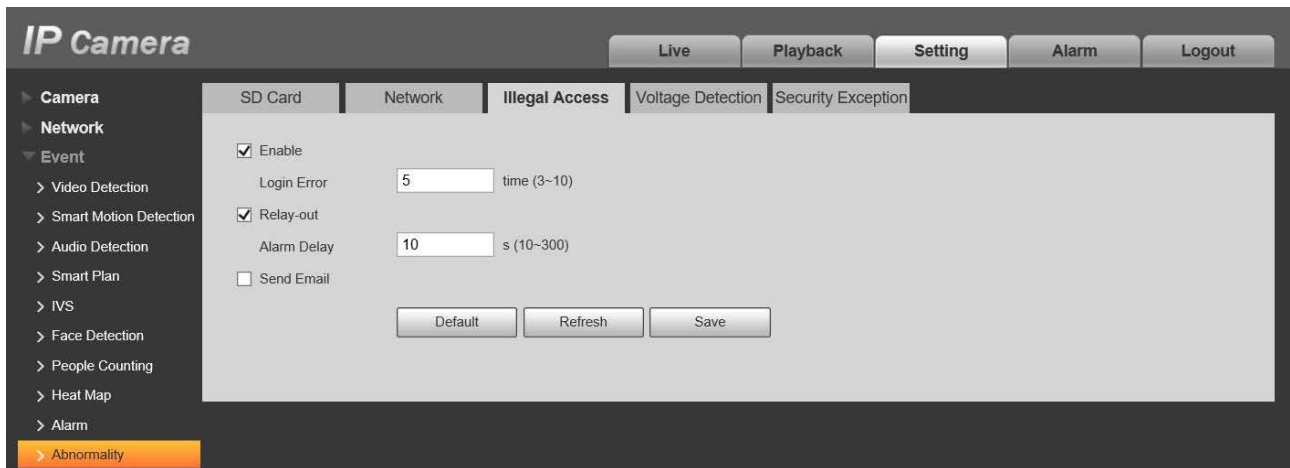 IP Camera
Live
Playback
Setting
Alarm
Logout
Camera
Network
Event
Video Detection
Smart Motion Detection
Audio Detection
Smart Plan
IVS
Face Detection
People Counting
Heat Map
Alarm
Abnormality
SD Card
Network
Illegal Access
Voltage Detection
Security Exception
Enable
Login Error 5 time (3~10)
Relay-out
Alarm Delay 10 s (10~300)
Send Email
Default
Refresh
Save